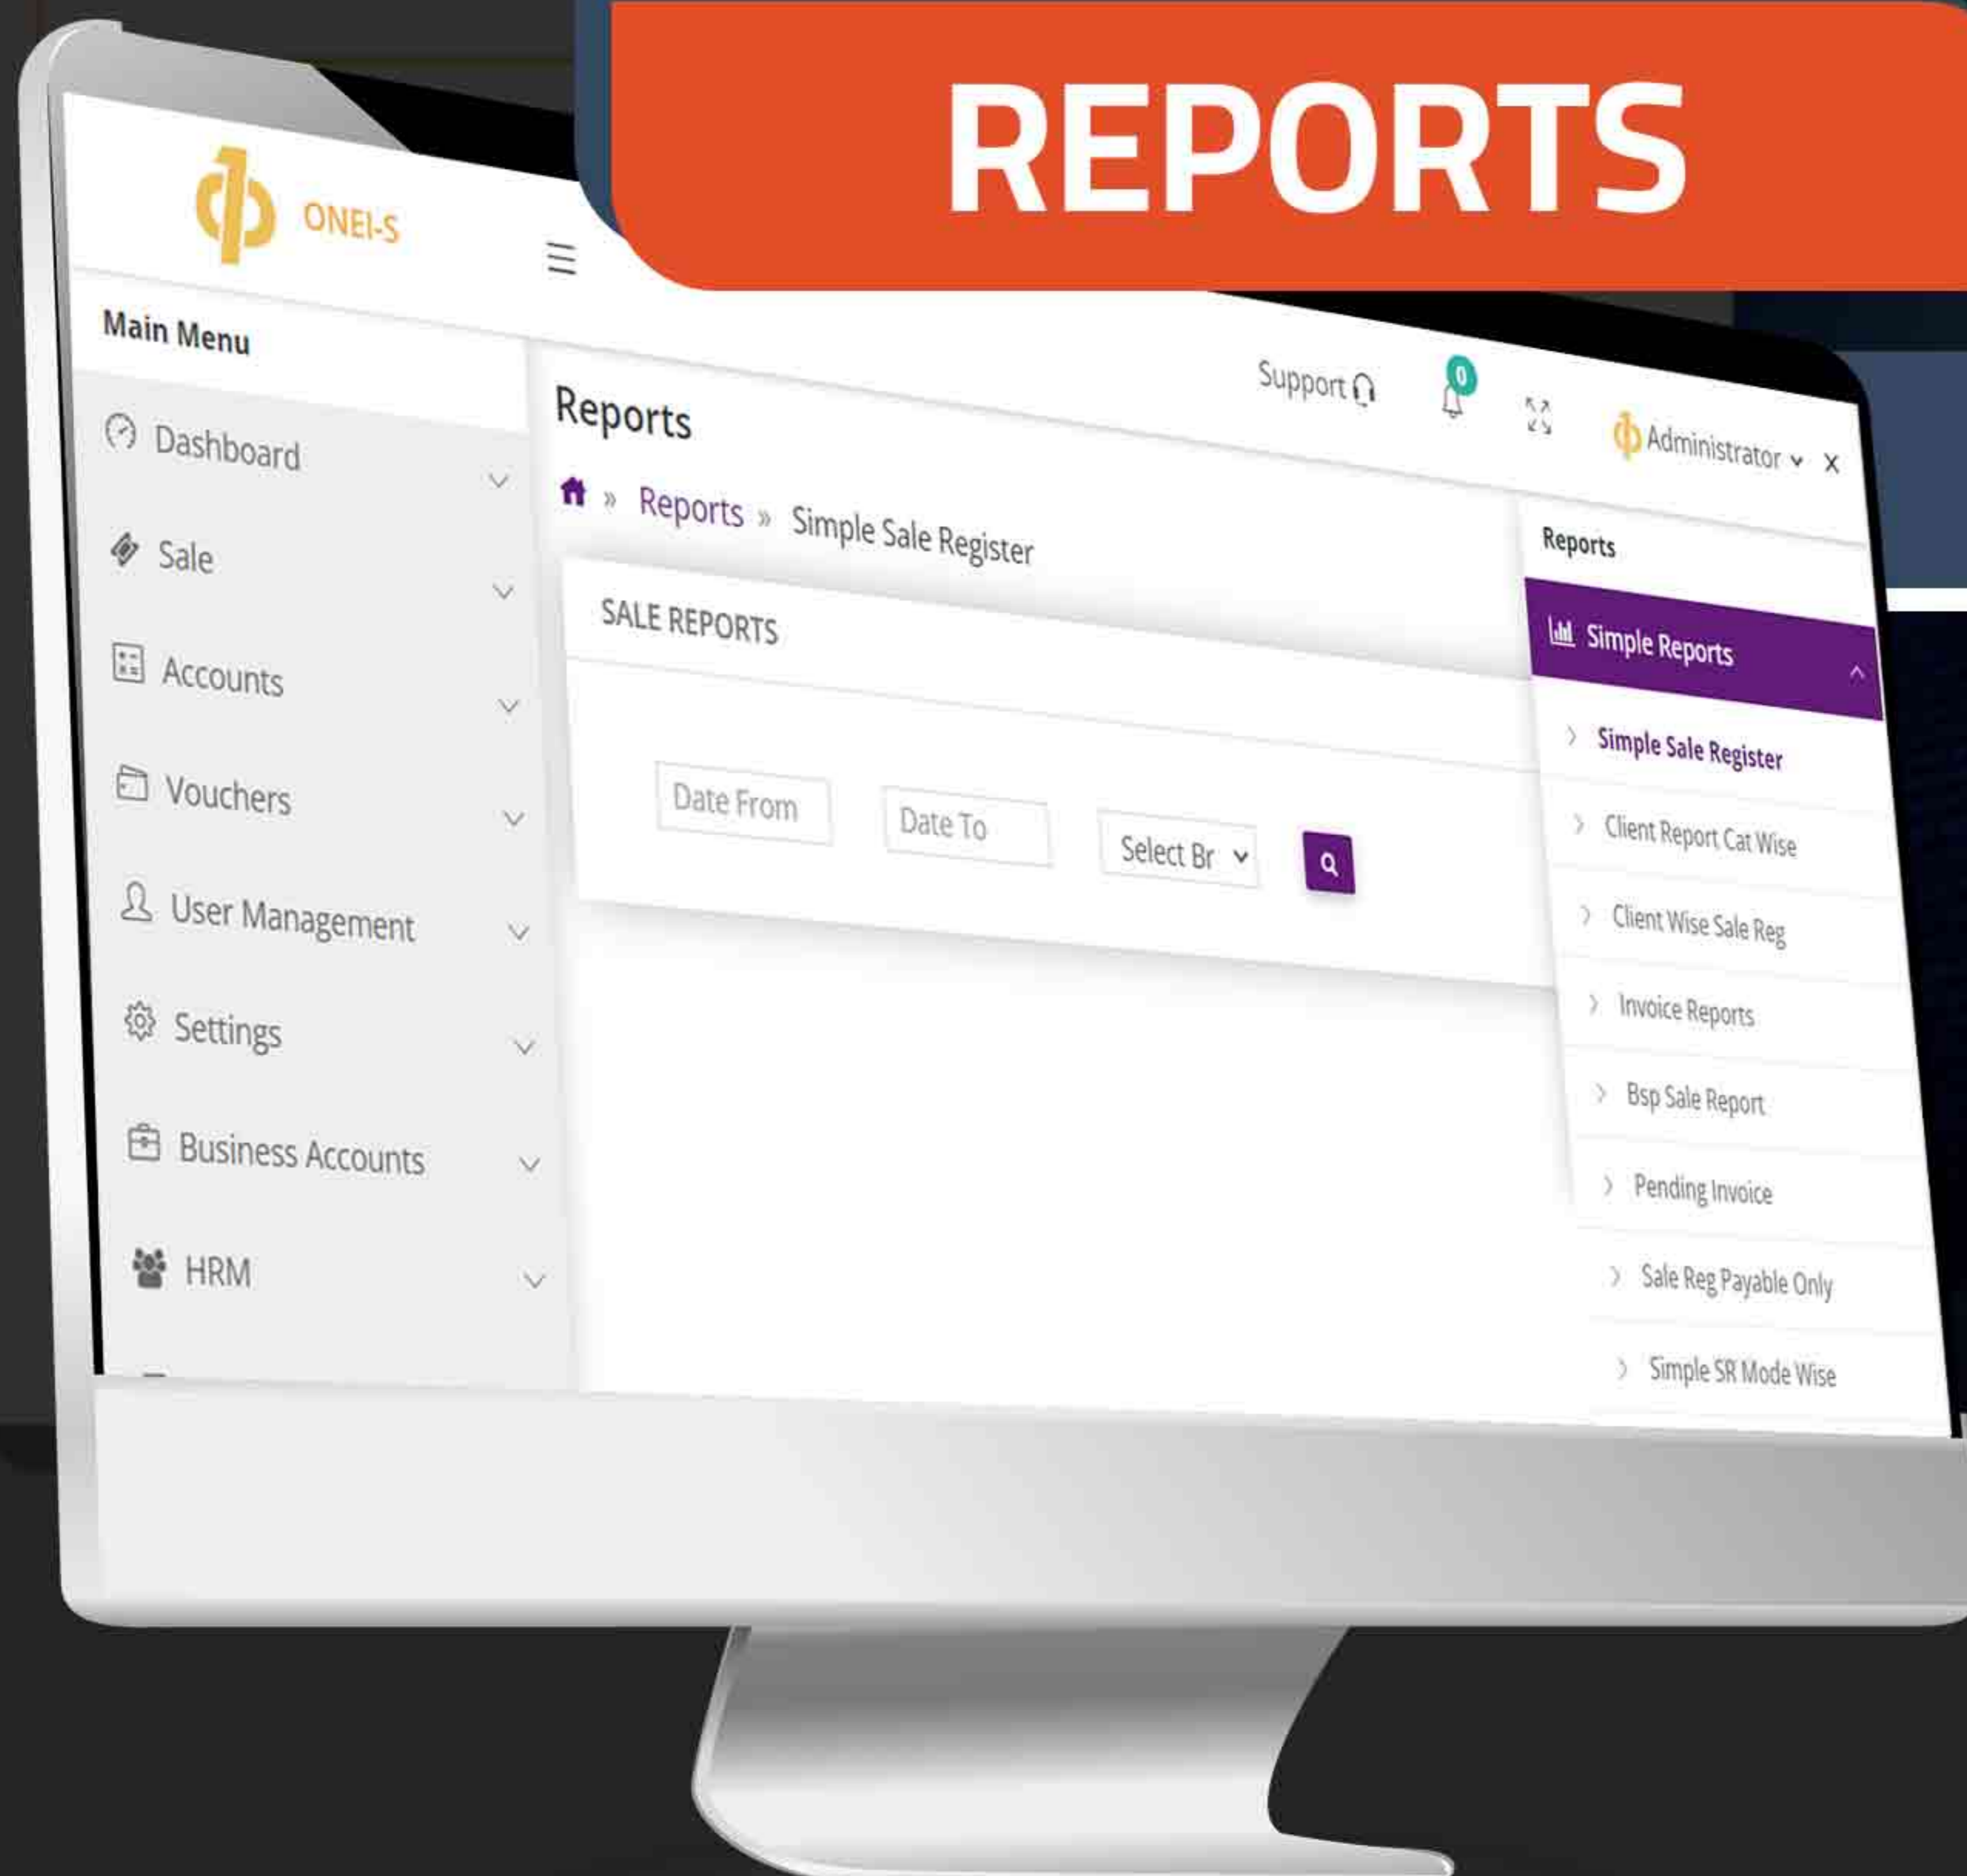 REPORTS
ONEI-S
Support
0
Administrator
X
Main Menu
Dashboard
Sale
Accounts
Vouchers
User Management
Settings
Business Accounts
HRM
Reports
» Reports » Simple Sale Register
SALE REPORTS
Date From
Date To
Select Br
Reports
Simple Reports
Simple Sale Register
Client Report Cat Wise
Client Wise Sale Reg
Invoice Reports
Bsp Sale Report
Pending Invoice
Sale Reg Payable Only
Simple SR Mode Wise